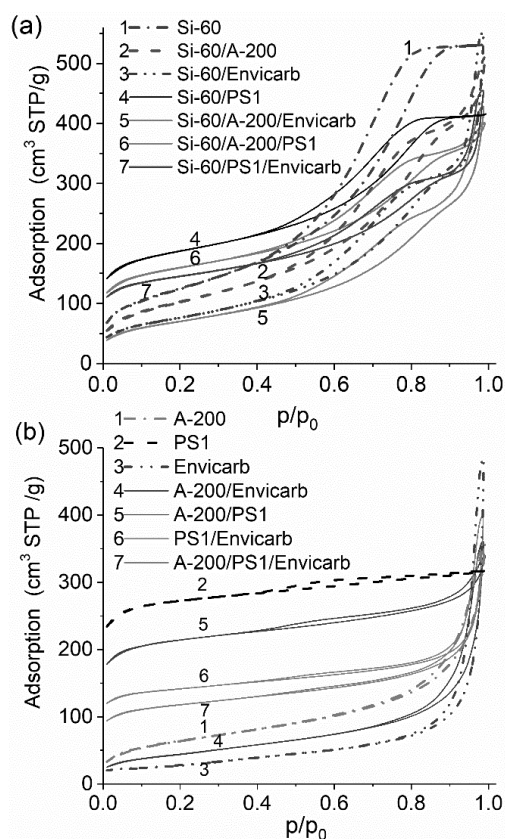 (a)
1 Si-60
2 Si-60/A-200
3 Si-60/Envicarb
4 Si-60/PS1
5 Si-60/A-200/Envicarb
6 Si-60/A-200/PS1
7 Si-60/PS1/Envicarb
1
4
6
7
2
3
5
Adsorption (cm³ STP/g)
500
400
300
200
100
0
0.0 0.2 0.4 0.6 0.8 1.0
p/p₀
(b)
1 A-200
2 PS1
3 Envicarb
4 A-200/Envicarb
5 A-200/PS1
6 PS1/Envicarb
7 A-200/PS1/Envicarb
2
5
6
7
1
4
3
Adsorption (cm³ STP /g)
500
400
300
200
100
0
0.0 0.2 0.4 0.6 0.8 1.0
p/p₀